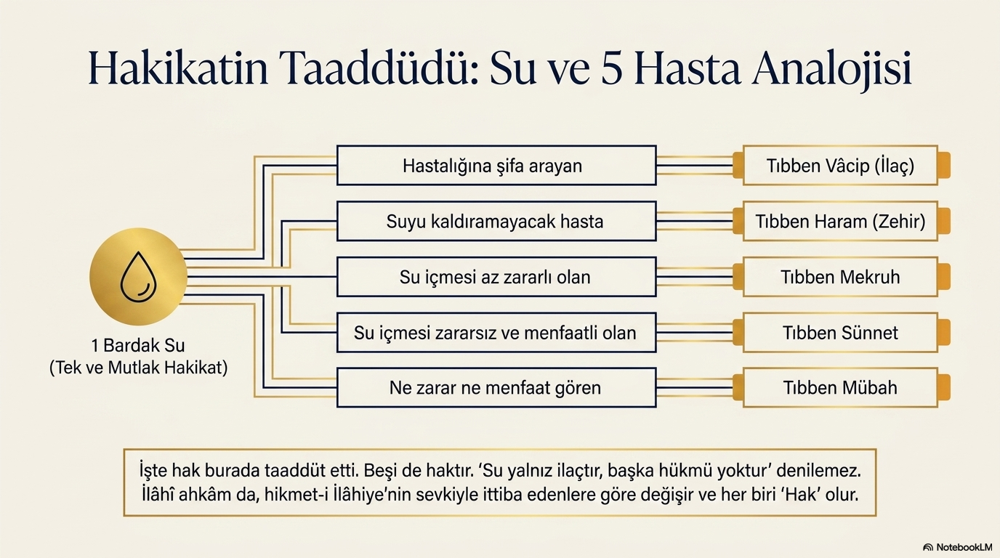 Hakikatin Taaddüdü: Su ve 5 Hasta Analojisi
1 Bardak Su
(Tek ve Mutlak Hakikat)
Hastalığına şifa arayan
Tıbben Vâcip (İlaç)
Suyu kaldıramayacak hasta
Tıbben Haram (Zehir)
Su içmesi az zararlı olan
Tıbben Mekruh
Su içmesi zararsız ve menfaatli olan
Tıbben Sünnet
Ne zarar ne menfaat gören
Tıbben Mübah
İşte hak burada taaddüt etti. Beşi de haktır. ‘Su yalnız ilaçtır, başka hükmü yoktur’ denilemez.
İlâhî ahkâm da, hikmet-i İlâhiye’nin sevkiyle ittiba edenlere göre değişir ve her biri ‘Hak’ olur.
NotebookLM